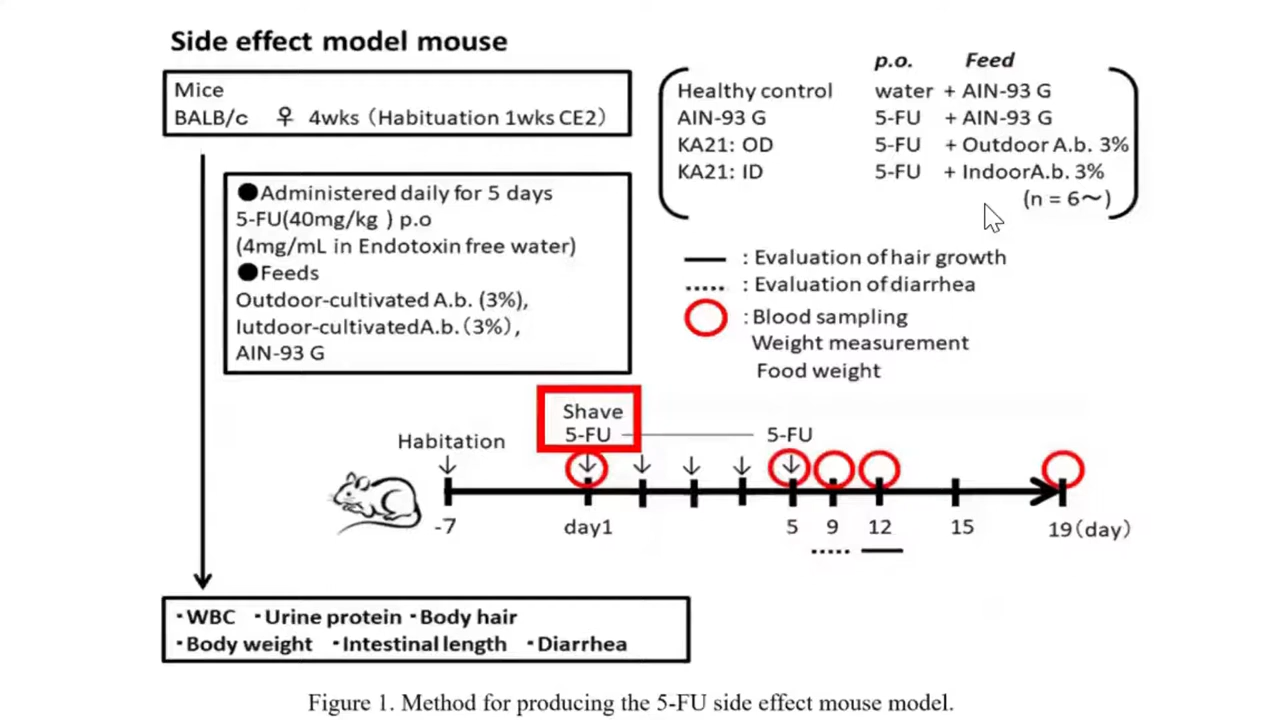 Side effect model mouse
Mice
BALB/c ♀ 4wks (Habituation 1wks CE2)
●Administered daily for 5 days
5-FU(40mg/kg ) p.o
(4mg/mL in Endotoxin free water)
●Feeds
Outdoor-cultivated A.b. (3%),
Iutdoor-cultivatedA.b. (3%),
AIN-93 G
p.o. Feed
Healthy control water + AIN-93 G
AIN-93 G 5-FU + AIN-93 G
KA21: OD 5-FU + Outdoor A.b. 3%
KA21: ID 5-FU + IndoorA.b. 3%
(n = 6~)
: Evaluation of hair growth
: Evaluation of diarrhea
: Blood sampling
Weight measurement
Food weight
Shave
Habitation 5-FU 5-FU
-7 day1 5 9 12 15 19(day)
・WBC ・Urine protein ・Body hair
・Body weight ・Intestinal length ・Diarrhea
Figure 1. Method for producing the 5-FU side effect mouse model.